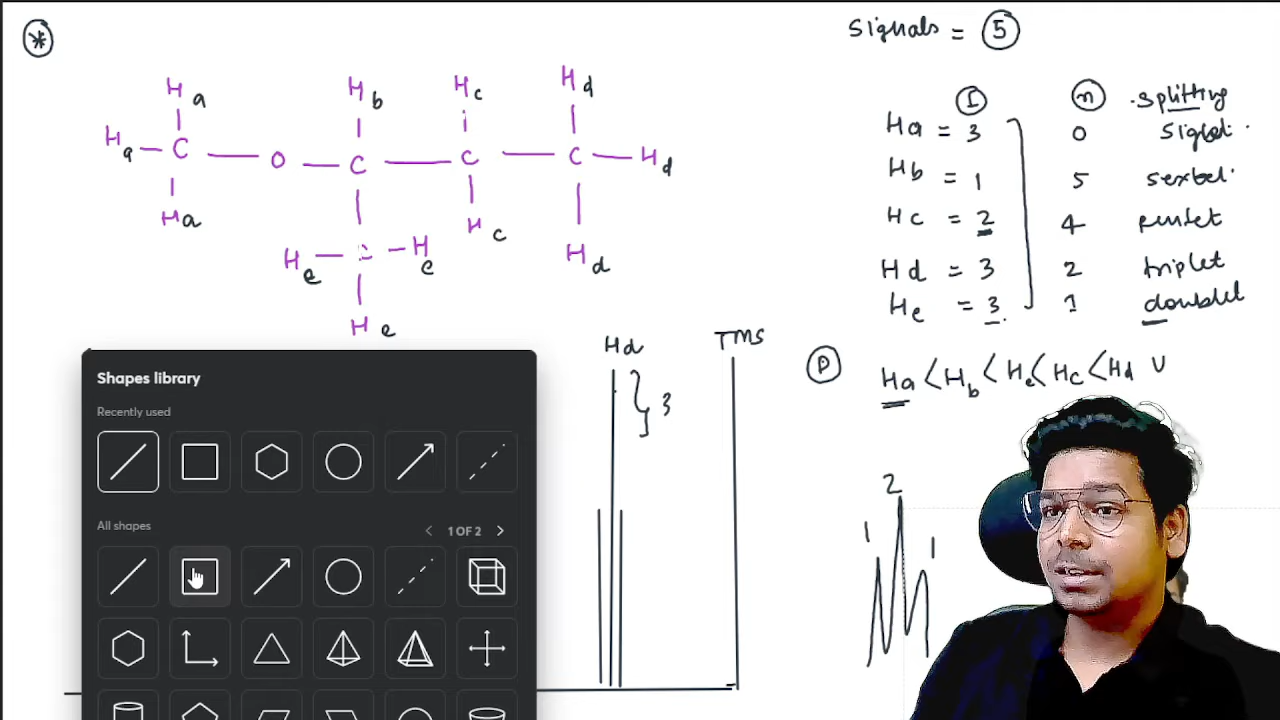 *
Signals = 5
Ha Hb Hc Hd
Ha - C - O - C - C - C - Hd
Ha Hc Hd
He - C - He
He
I n splitting
Ha = 3 0 siglet.
Hb = 1 5 sextet.
Hc = 2 4 pentet
Hd = 3 2 triplet
He = 3. 1 doublet
P Ha < Hb < He < Hc < Hd
Hd TMS
3
2
1 1
Shapes library
Recently used
All shapes
< 1 OF 2 >